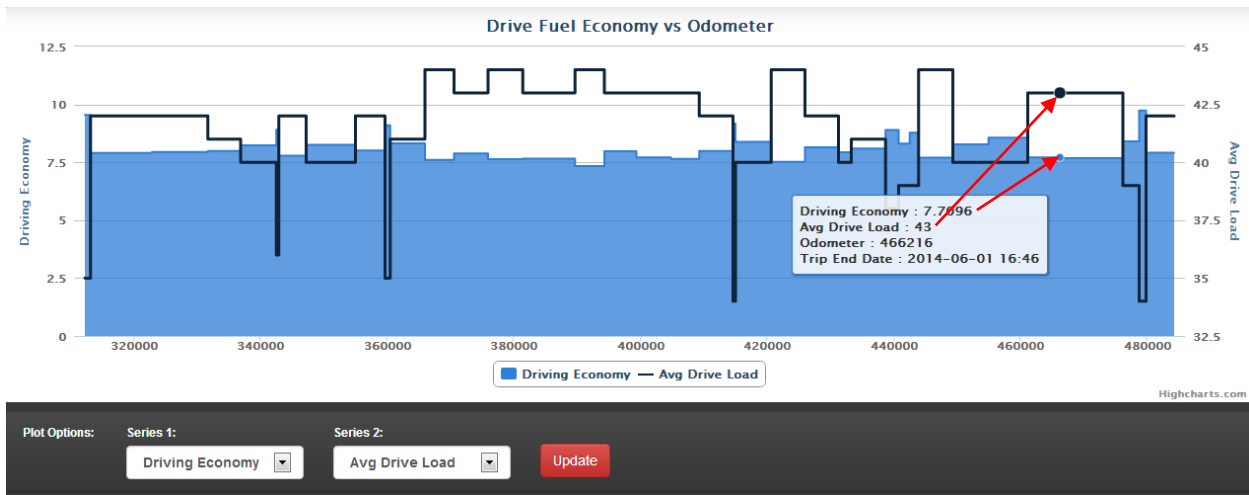 Drive Fuel Economy vs Odometer
12.5
10
7.5
5
2.5
0
Driving Economy
45
42.5
40
37.5
35
32.5
Avg Drive Load
Driving Economy : 7.7096
Avg Drive Load : 43
Odometer : 466216
Trip End Date : 2014-06-01 16:46
320000 340000 360000 380000 400000 420000 440000 460000 480000
Driving Economy Avg Drive Load
Highcharts.com
Plot Options: Series 1: Series 2:
Driving Economy Avg Drive Load Update